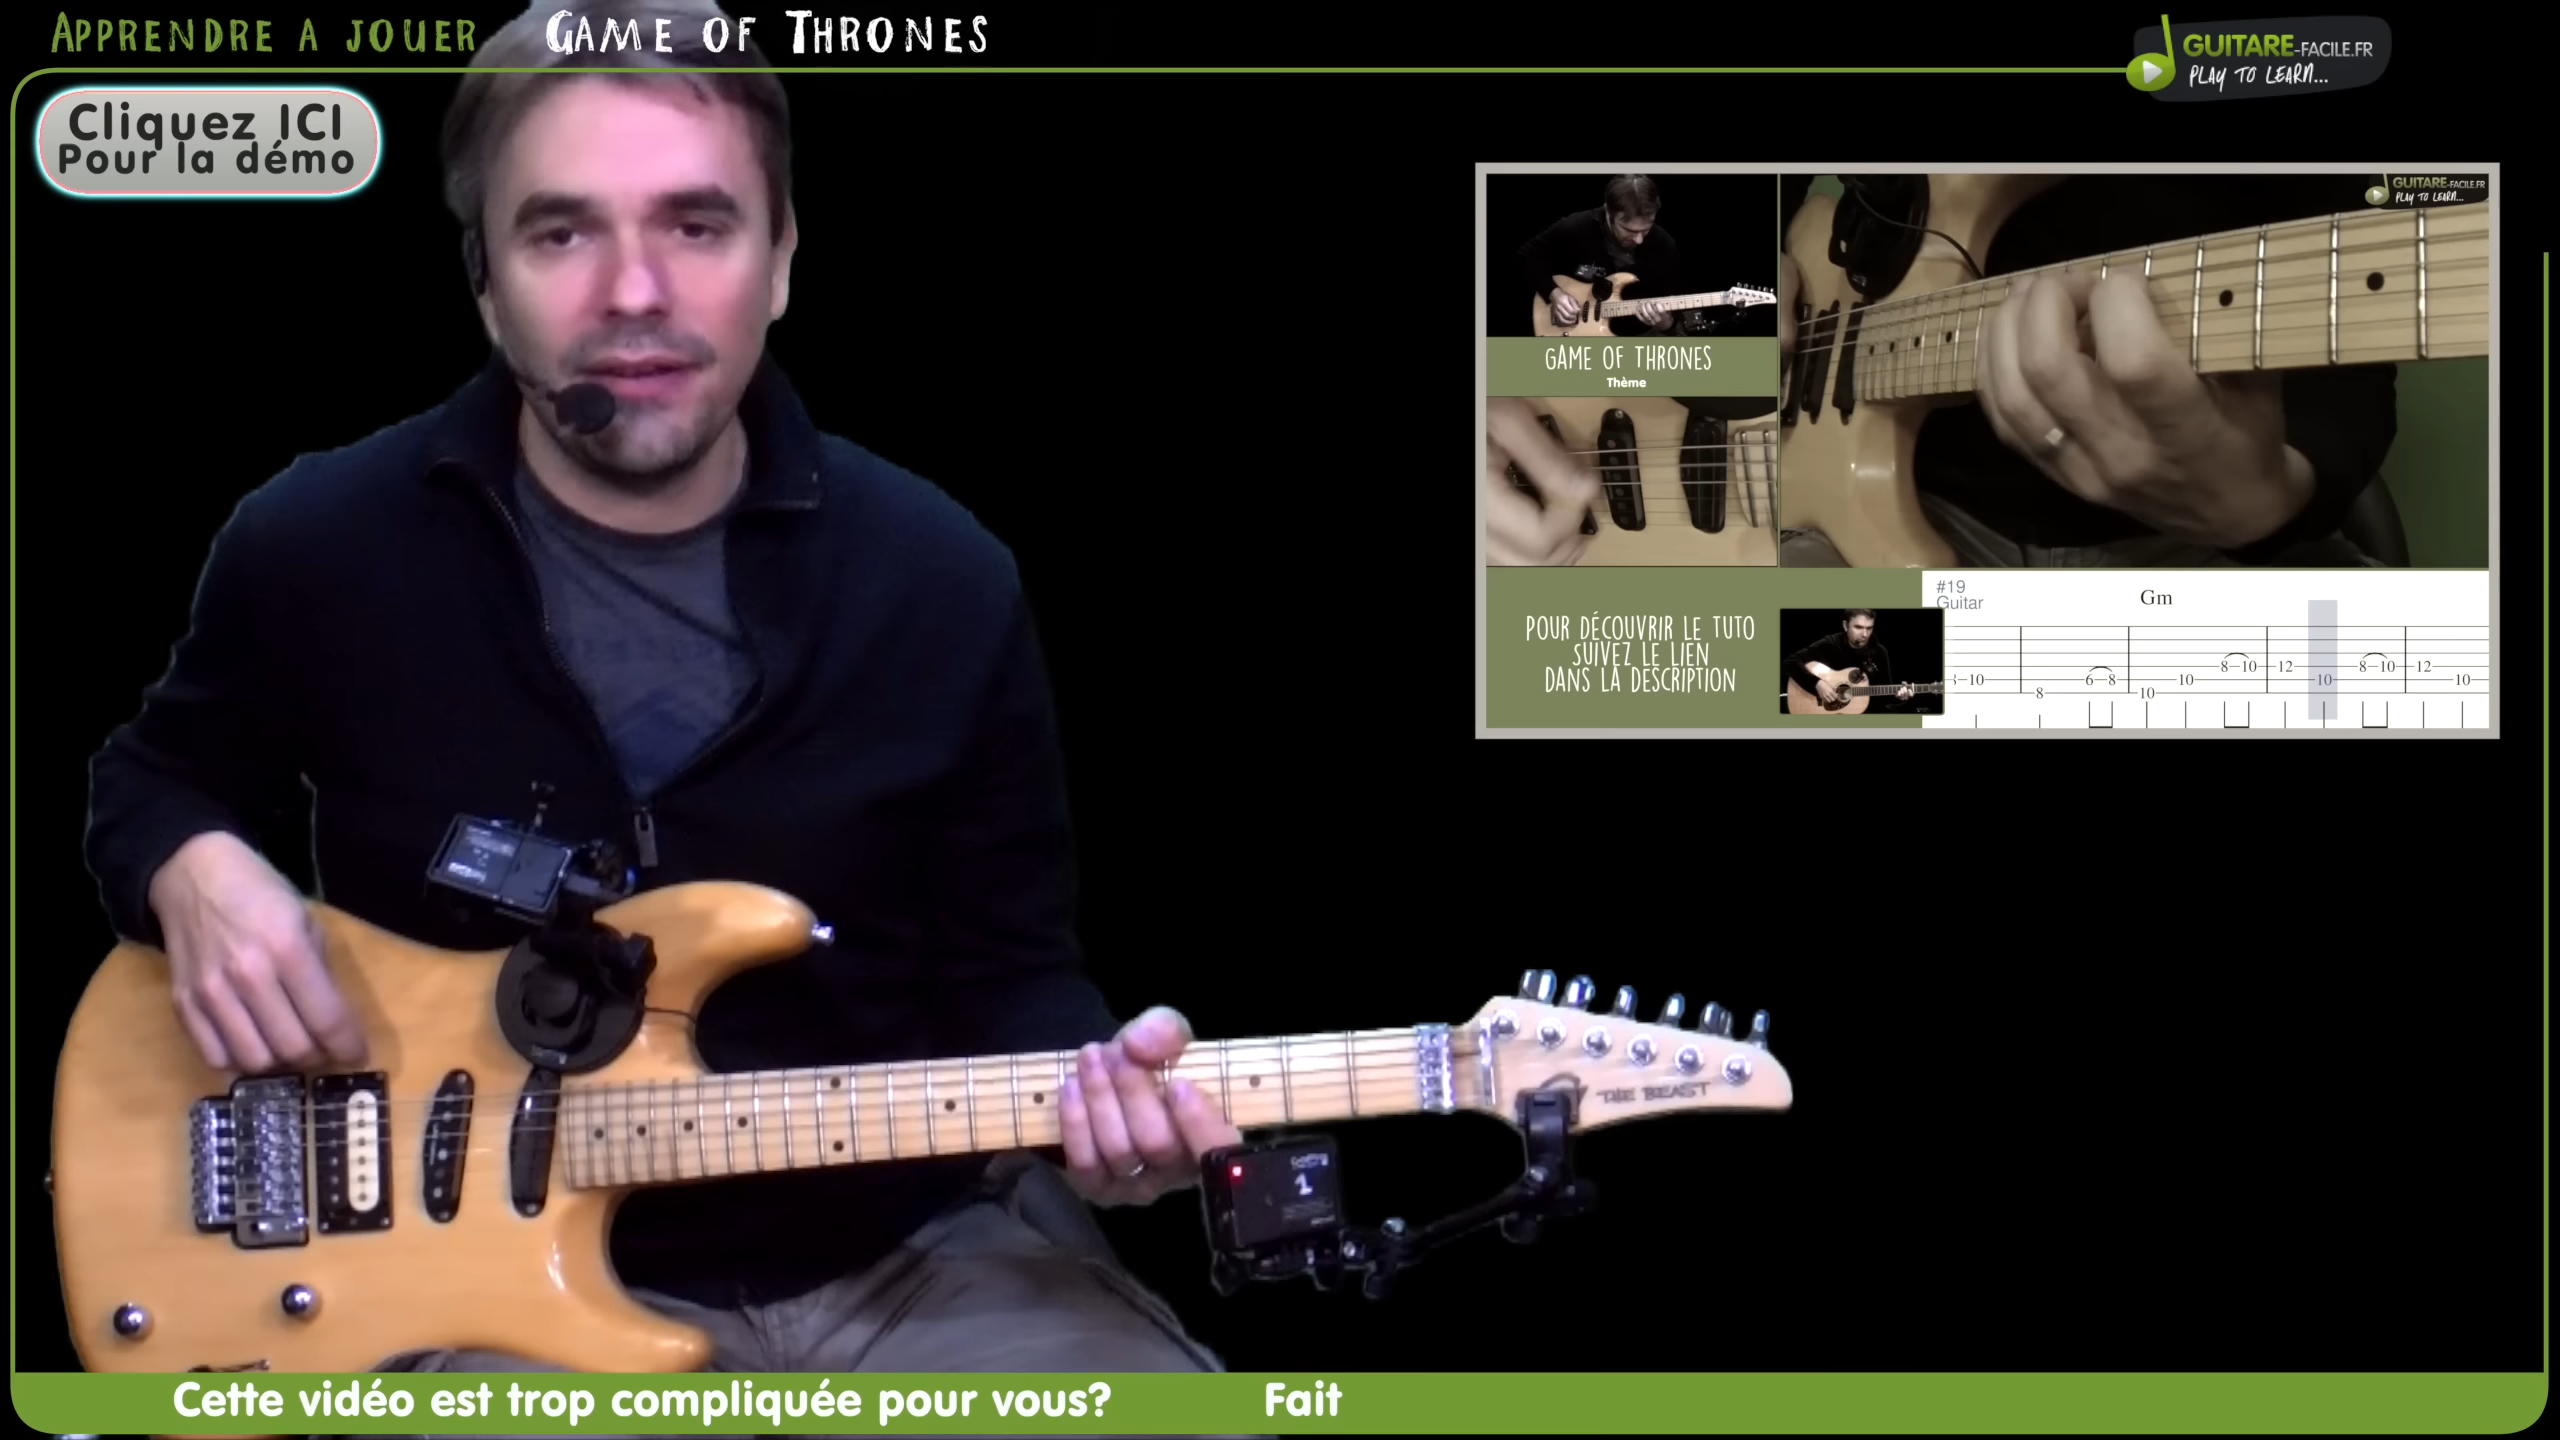 APPRENDRE A JOUER GAME OF THRONES
GUITARE-FACILE.FR
PLAY TO LEARN...
Cliquez ICI
Pour la démo
GUITARE-FACILE.FR
PLAY TO LEARN...
GAME OF THRONES
Thème
POUR DÉCOUVRIR LE TUTO
SUIVEZ LE LIEN
DANS LA DESCRIPTION
#19
Guitar
Gm
8-10 12 8-10 12
-10 6-8 10 10 10
8 10
THE BEAST
1
Cette vidéo est trop compliquée pour vous? Fait